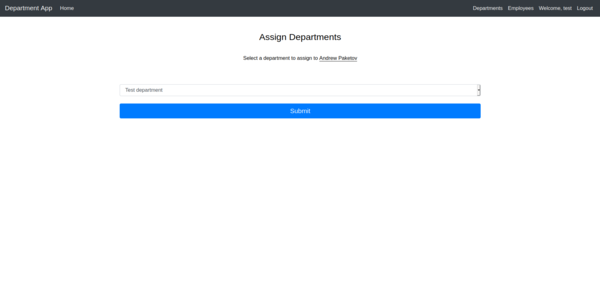 Department App Home Departments Employees Welcome, test Logout
Assign Departments
Select a department to assign to Andrew Paketov
Test department
Submit